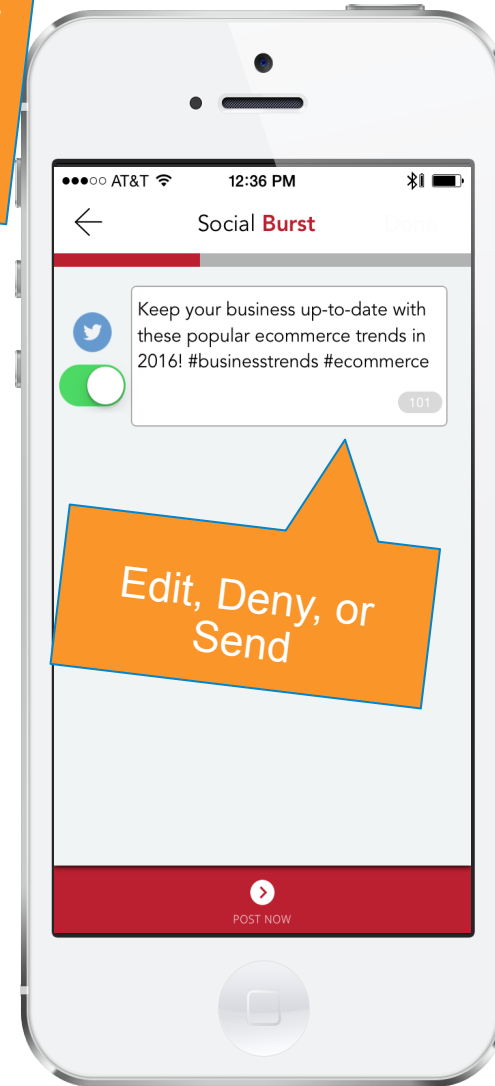 AT&T 12:36 PM
Social Burst
Done
Keep your business up-to-date with
these popular ecommerce trends in
2016! #businesstrends #ecommerce
101
Edit, Deny, or
Send
POST NOW